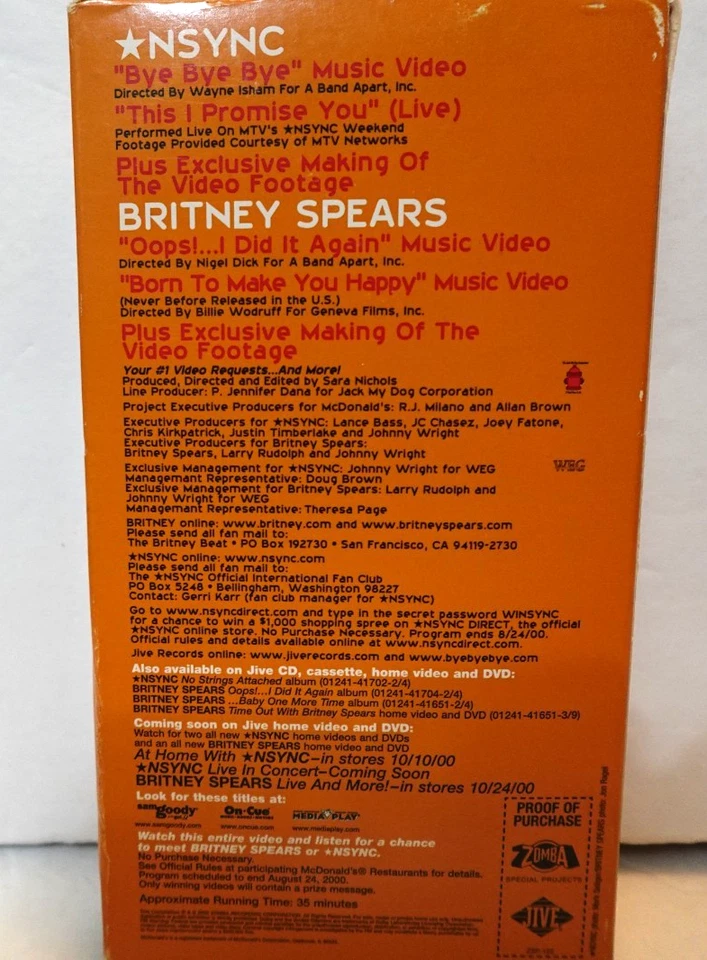 ★NSYNC
"Bye Bye Bye" Music Video
Directed By Wayne Isham For A Band Apart, Inc.
"This I Promise You" (Live)
Performed Live On MTV's ★NSYNC Weekend
Footage Provided Courtesy of MTV Networks
Plus Exclusive Making Of
The Video Footage
BRITNEY SPEARS
"Oops!...I Did It Again" Music Video
Directed By Nigel Dick For A Band Apart, Inc.
"Born To Make You Happy" Music Video
(Never Before Released in the U.S.)
Directed By Billie Wodruff For Geneva Films, Inc.
Plus Exclusive Making Of The
Video Footage
Your #1 Video Requests...And More!
Produced, Directed and Edited by Sara Nichols
Line Producer: P. Jennifer Dana for Jack My Dog Corporation
Project Executive Producers for McDonald's: R.J. Milano and Allan Brown
Executive Producers for ★NSYNC: Lance Bass, JC Chasez, Joey Fatone,
Chris Kirkpatrick, Justin Timberlake and Johnny Wright
Executive Producers for Britney Spears:
Britney Spears, Larry Rudolph and Johnny Wright
Exclusive Management for ★NSYNC: Johnny Wright for WEG
WEG
Managemant Representative: Doug Brown
Exclusive Management for Britney Spears: Larry Rudolph and
Johnny Wright for WEG
Managemant Representative: Theresa Page
BRITNEY online: www.britney.com and www.britneyspears.com
Please send all fan mail to:
The Britney Beat • PO Box 192730 • San Francisco, CA 94119-2730
★NSYNC online: www.nsync.com
Please send all fan mail to:
The ★NSYNC Official International Fan Club
PO Box 5248 • Bellingham, Washington 98227
Contact: Gerri Karr (fan club manager for ★NSYNC)
Go to www.nsyncdirect.com and type in the secret password WINSYNC
for a chance to win a $1,000 shopping spree on ★NSYNC DIRECT, the official
★NSYNC online store. No Purchase Necessary. Program ends 8/24/00.
Official rules and details available online at www.nsyncdirect.com.
Jive Records online: www.jiverecords.com and www.byebyebye.com
Also available on Jive CD, cassette, home video and DVD:
★NSYNC No Strings Attached album (01241-41702-2/4)
BRITNEY SPEARS Oops!...I Did It Again album (01241-41704-2/4)
BRITNEY SPEARS ...Baby One More Time album (01241-41651-2/4)
BRITNEY SPEARS Time Out With Britney Spears home video and DVD (01241-41651-3/9)
Coming soon on Jive home video and DVD:
Watch for two all new ★NSYNC home videos and DVDs
and an all new BRITNEY SPEARS home video and DVD
At Home With ★NSYNC–in stores 10/10/00
★NSYNC Live In Concert–Coming Soon
BRITNEY SPEARS Live And More!–in stores 10/24/00
Look for these titles at:
sam goody
On-Cue
MEDIA PLAY
www.samgoody.com
www.oncue.com
www.mediaplay.com
Watch this entire video and listen for a chance
to meet BRITNEY SPEARS or ★NSYNC.
No Purchase Necessary.
See Official Rules at participating McDonald's® Restaurants for details.
Program scheduled to end August 24, 2000.
Only winning videos will contain a prize message.
Approximate Running Time: 35 minutes
PROOF OF
PURCHASE
ZOMBA
SPECIAL PROJECTS
JIVE